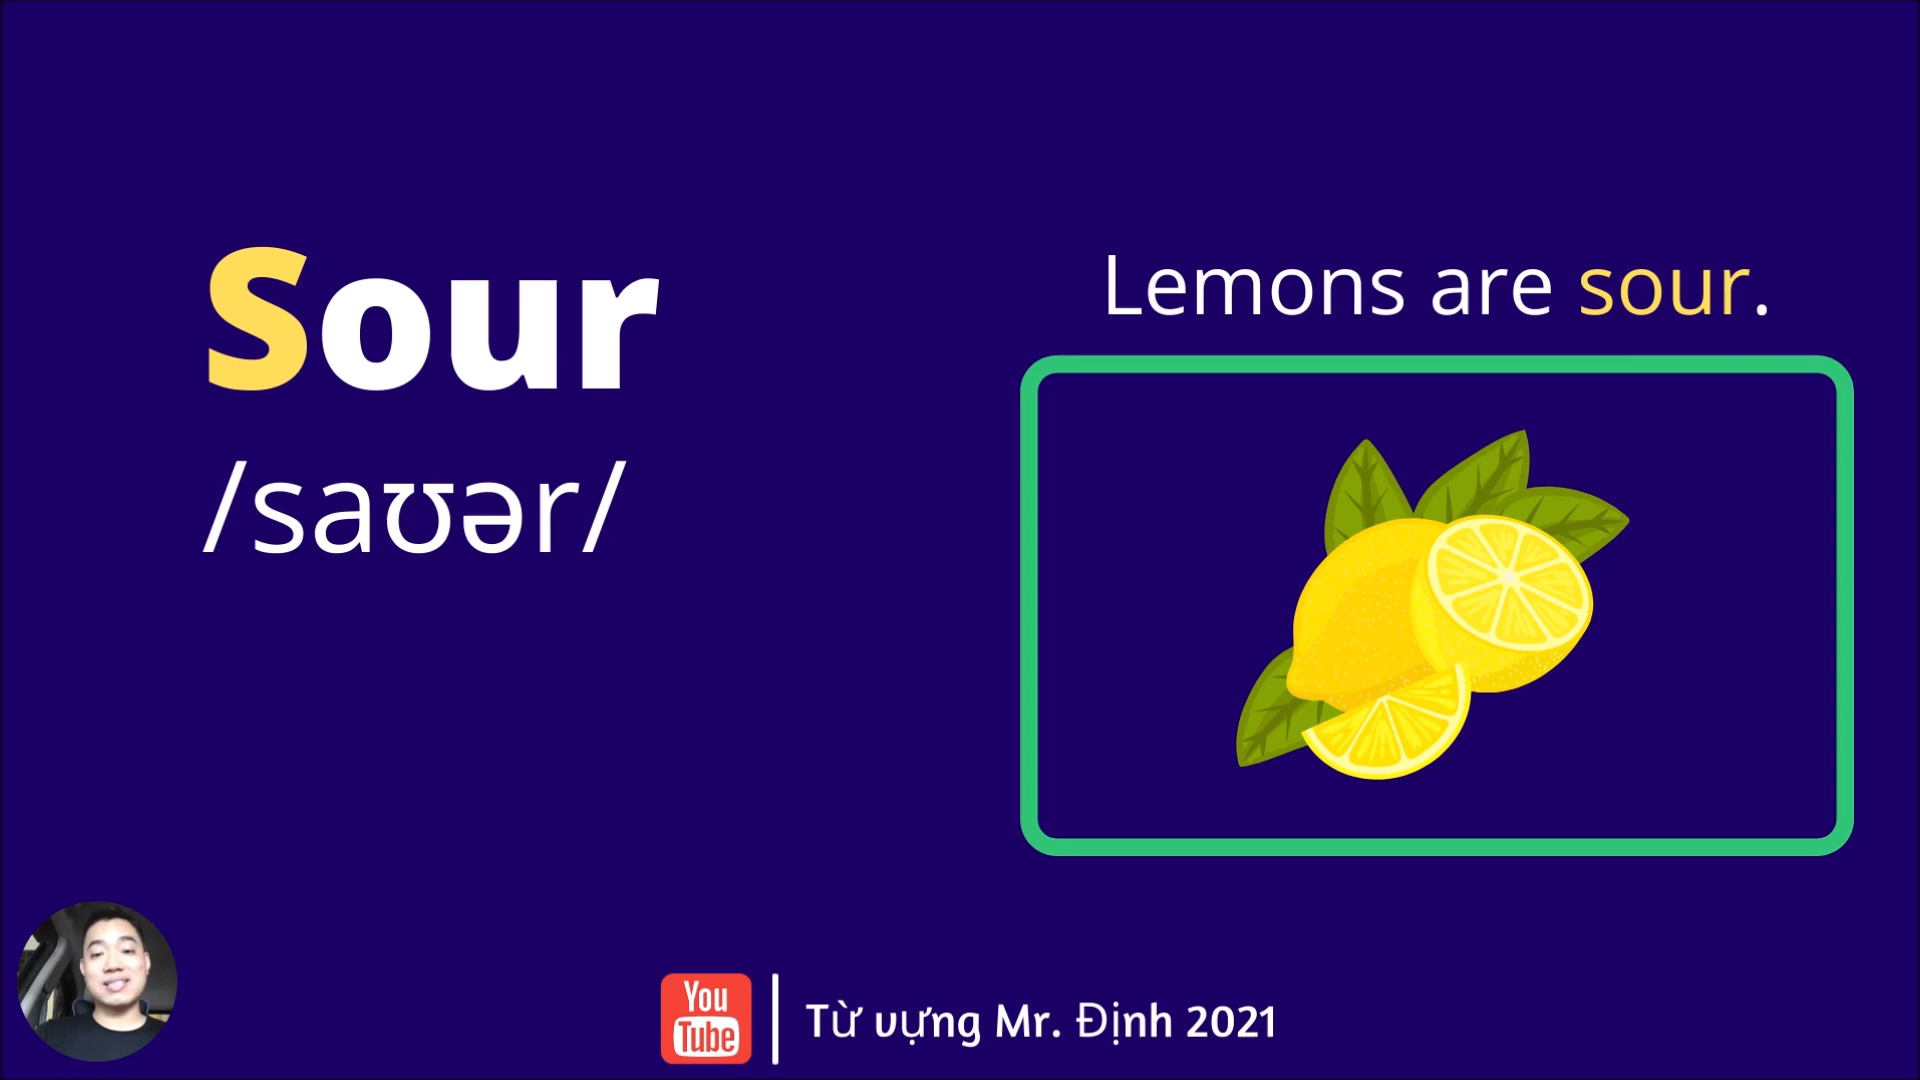 Sour
/saʊər/
Lemons are sour.
You
Tube
Từ vựng Mr. Định 2021